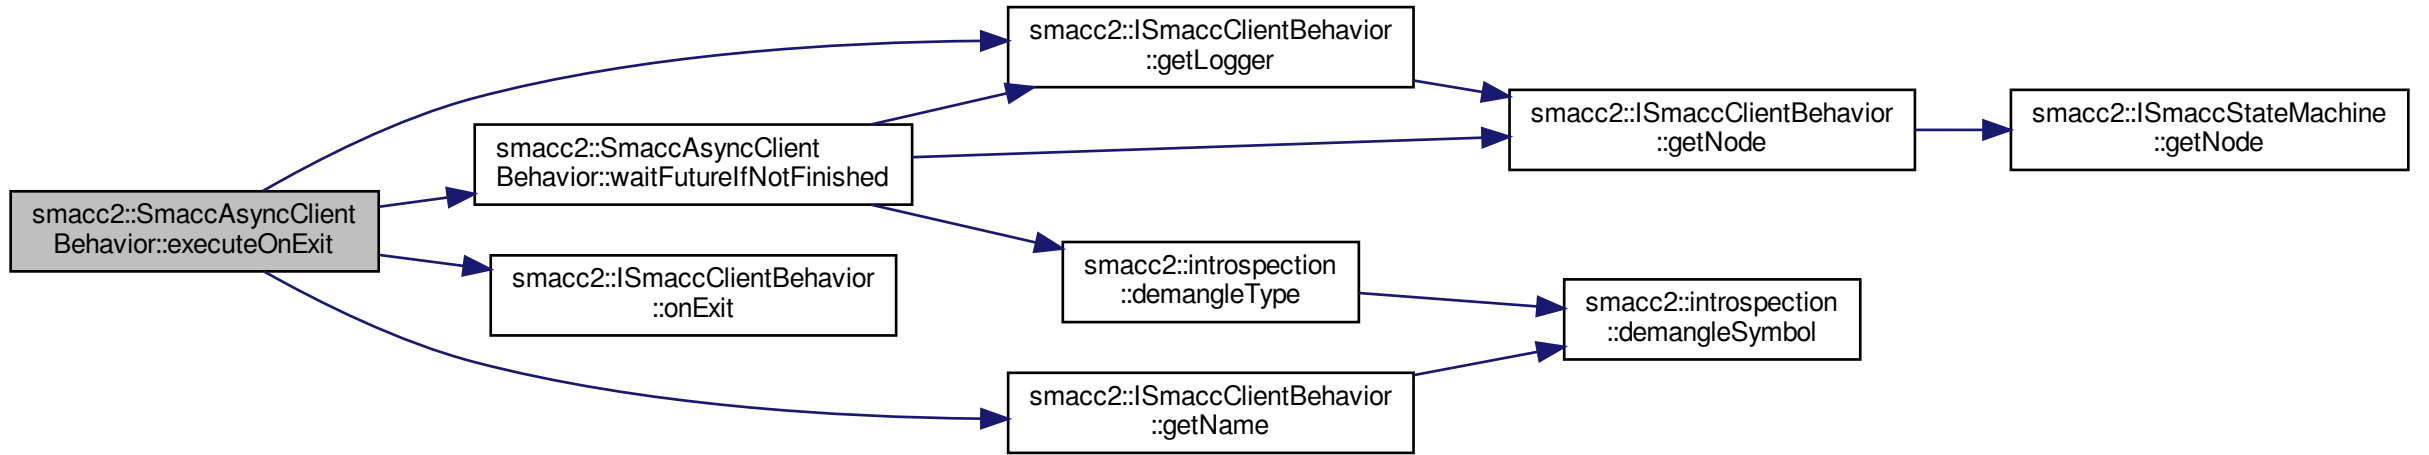 smacc2::SmaccAsyncClient
Behavior::executeOnExit
smacc2::SmaccAsyncClient
Behavior::waitFutureIfNotFinished
smacc2::ISmaccClientBehavior
::onExit
smacc2::ISmaccClientBehavior
::getLogger
smacc2::introspection
::demangleType
smacc2::ISmaccClientBehavior
::getName
smacc2::ISmaccClientBehavior
::getNode
smacc2::introspection
::demangleSymbol
smacc2::ISmaccStateMachine
::getNode